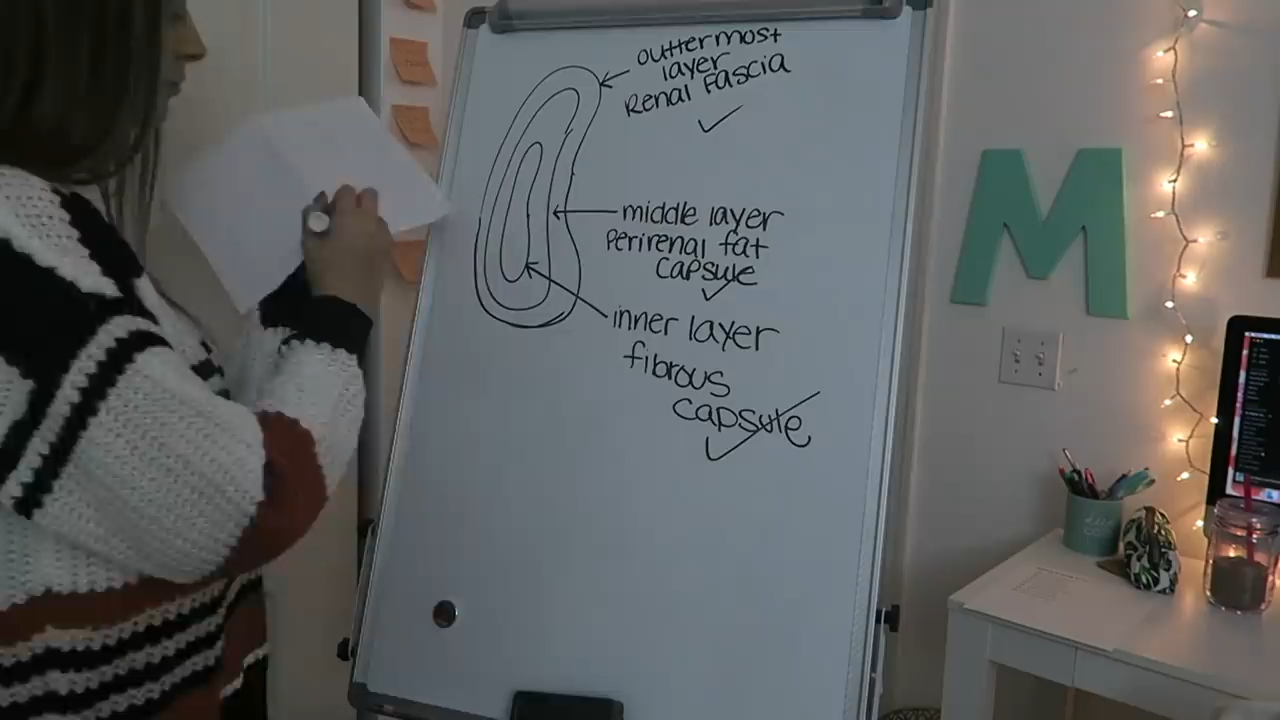 outtermost
layer
Renal Fascia
middle layer
Perirenal fat
capsule
inner layer
fibrous
capsule
M